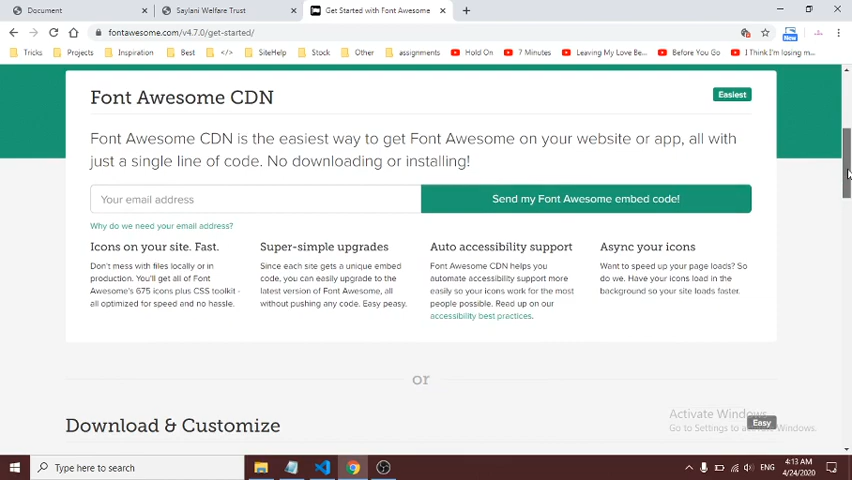 Document
Saylani Welfare Trust
Get Started with Font Awesome
fontawesome.com/v4.7.0/get-started/
New
Tricks
Projects
Inspiration
Best
</>
SiteHelp
Stock
Other
assignments
Hold On
7 Minutes
Leaving My Love Be...
Before You Go
I Think I'm losing m...
Font Awesome CDN
Easiest
Font Awesome CDN is the easiest way to get Font Awesome on your website or app, all with
just a single line of code. No downloading or installing!
Your email address
Send my Font Awesome embed code!
Why do we need your email address?
Icons on your site. Fast.
Don't mess with files locally or in
production. You'll get all of Font
Awesome's 675 icons plus CSS toolkit -
all optimized for speed and no hassle.
Super-simple upgrades
Since each site gets a unique embed
code, you can easily upgrade to the
latest version of Font Awesome, all
without pushing any code. Easy peasy.
Auto accessibility support
Font Awesome CDN helps you
automate accessibility support more
easily so your icons work for the most
people possible. Read up on our
accessibility best practices.
Async your icons
Want to speed up your page loads? So
do we. Have your icons load in the
background so your site loads faster.
or
Download & Customize
Easy
Activate Windows
Go to Settings to activate Windows.
Type here to search
ENG
4:13 AM
4/24/2020